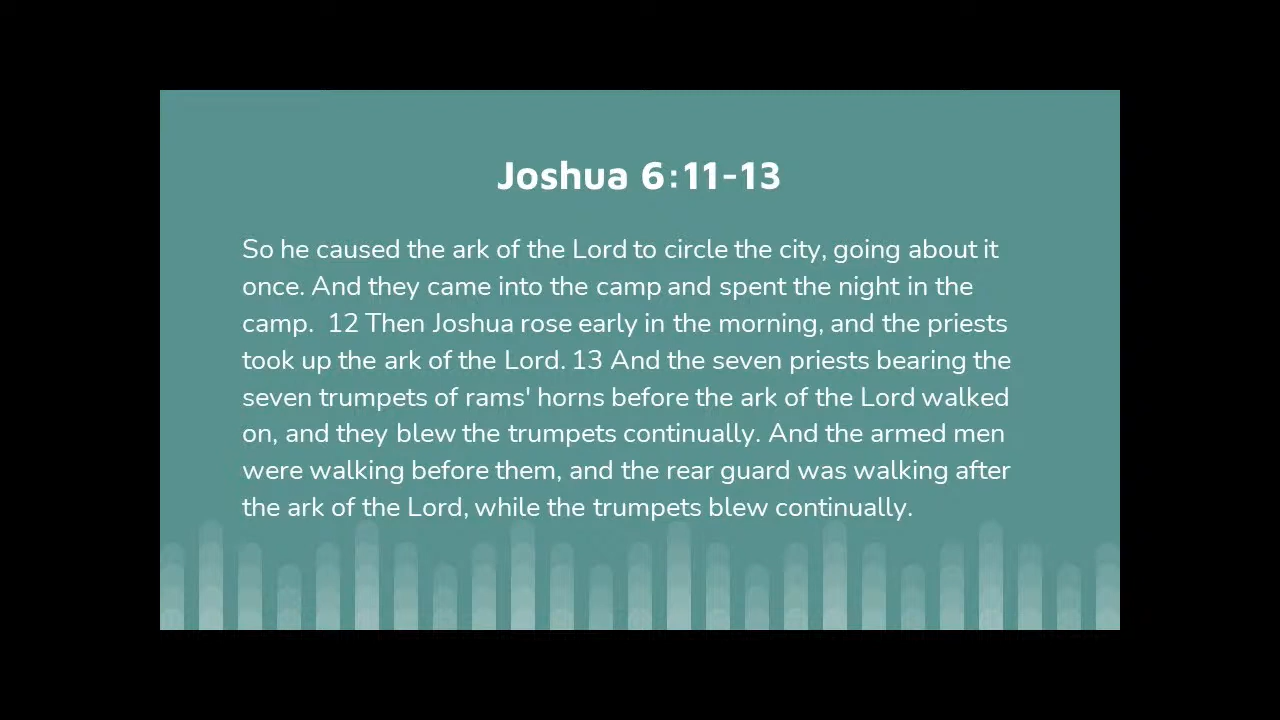 Joshua 6:11-13
So he caused the ark of the Lord to circle the city, going about it
once. And they came into the camp and spent the night in the
camp.  12 Then Joshua rose early in the morning, and the priests
took up the ark of the Lord. 13 And the seven priests bearing the
seven trumpets of rams' horns before the ark of the Lord walked
on, and they blew the trumpets continually. And the armed men
were walking before them, and the rear guard was walking after
the ark of the Lord, while the trumpets blew continually.